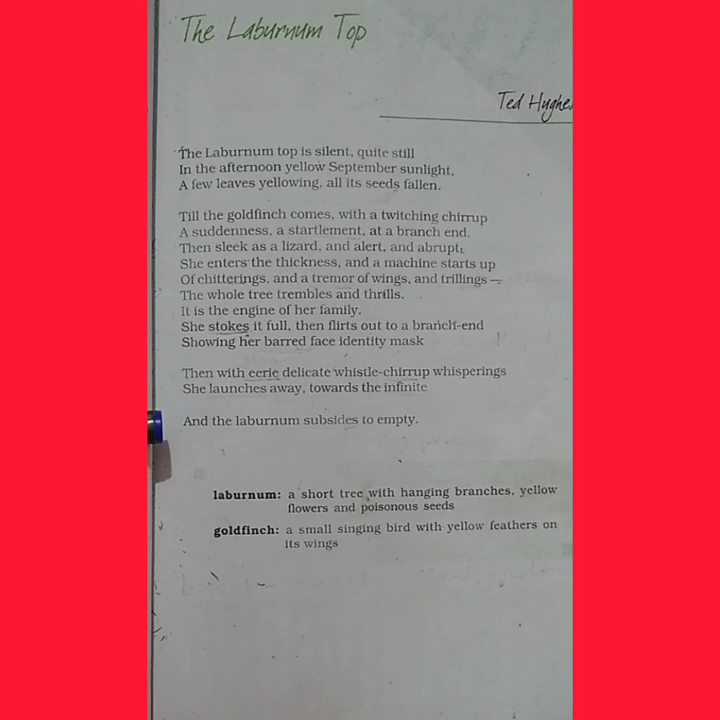 The Laburnum Top
Ted Hughe
The Laburnum top is silent, quite still
In the afternoon yellow September sunlight,
A few leaves yellowing, all its seeds fallen.
Till the goldfinch comes, with a twitching chirrup
A suddenness, a startlement, at a branch end.
Then sleek as a lizard, and alert, and abrupt,
She enters the thickness, and a machine starts up
Of chitterings, and a tremor of wings, and trillings —
The whole tree trembles and thrills.
It is the engine of her family.
She stokes it full, then flirts out to a branch-end
Showing her barred face identity mask
Then with eerie delicate whistle-chirrup whisperings
She launches away, towards the infinite
And the laburnum subsides to empty.
laburnum: a short tree with hanging branches, yellow
flowers and poisonous seeds
goldfinch: a small singing bird with yellow feathers on
its wings